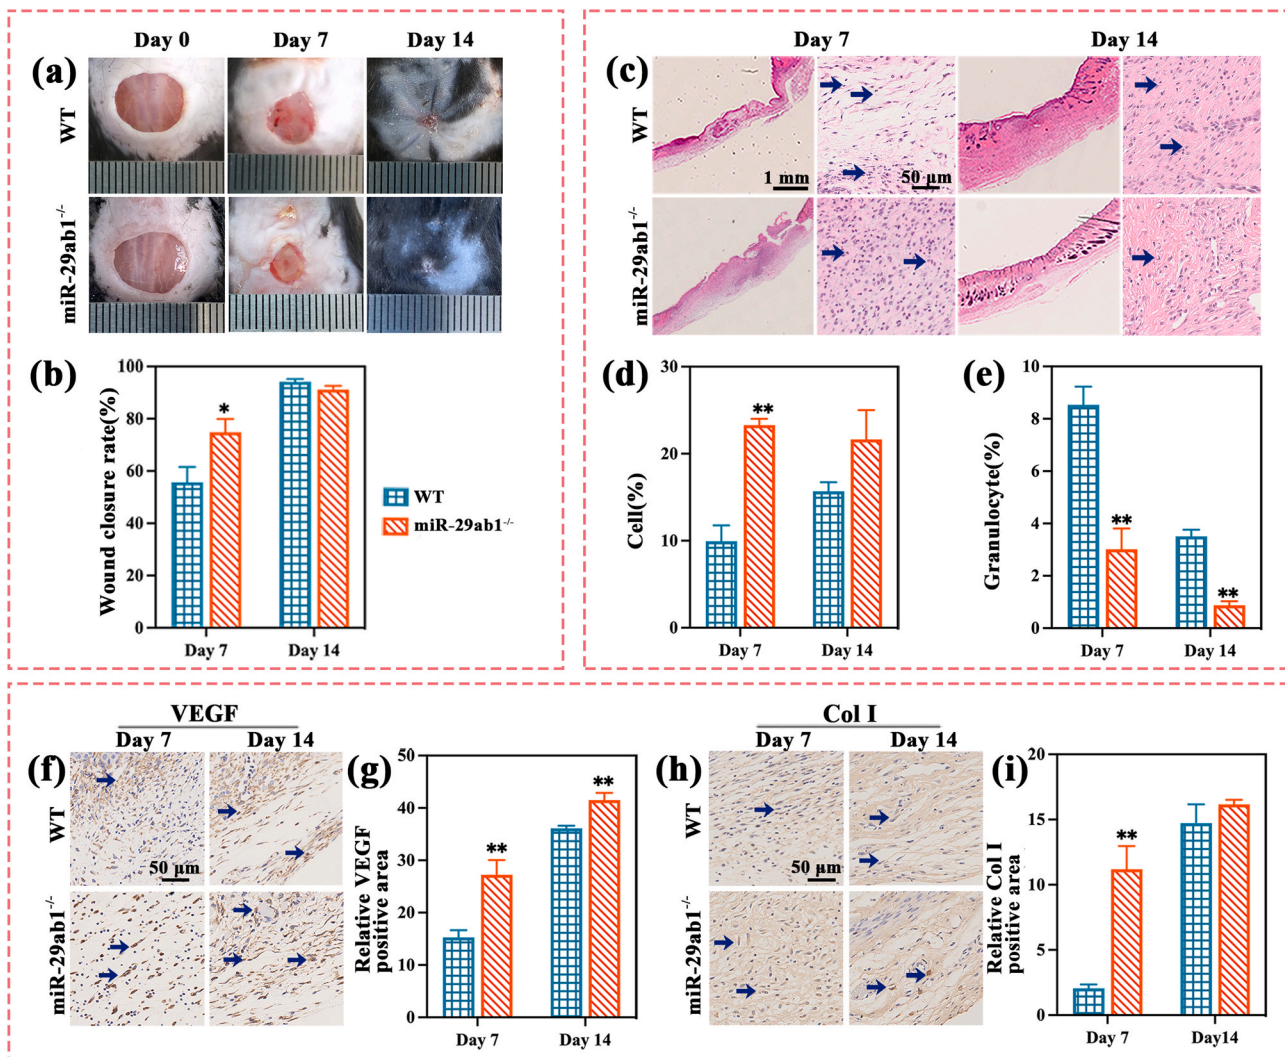 Day 0
Day 7
Day 14
(a)
WT
miR-29ab1-/-
(b)
Wound closure rate(%)
100
80
60
40
20
0
*
Day 7
Day 14
WT
miR-29ab1-/-
Day 7
Day 14
(c)
WT
1 mm
50 μm
miR-29ab1-/-
(d)
Cell(%)
30
20
10
0
**
Day 7
Day 14
(e)
Granulocyte(%)
8
6
4
2
0
**
**
Day 7
Day 14
VEGF
Day 7
Day 14
(f)
WT
50 μm
miR-29ab1-/-
(g)
Relative VEGF
positive area
50
40
30
20
10
0
**
**
Day 7
Day 14
Col I
Day 7
Day 14
(h)
WT
50 μm
miR-29ab1-/-
(i)
Relative Col I
positive area
20
15
10
5
0
**
Day 7
Day14